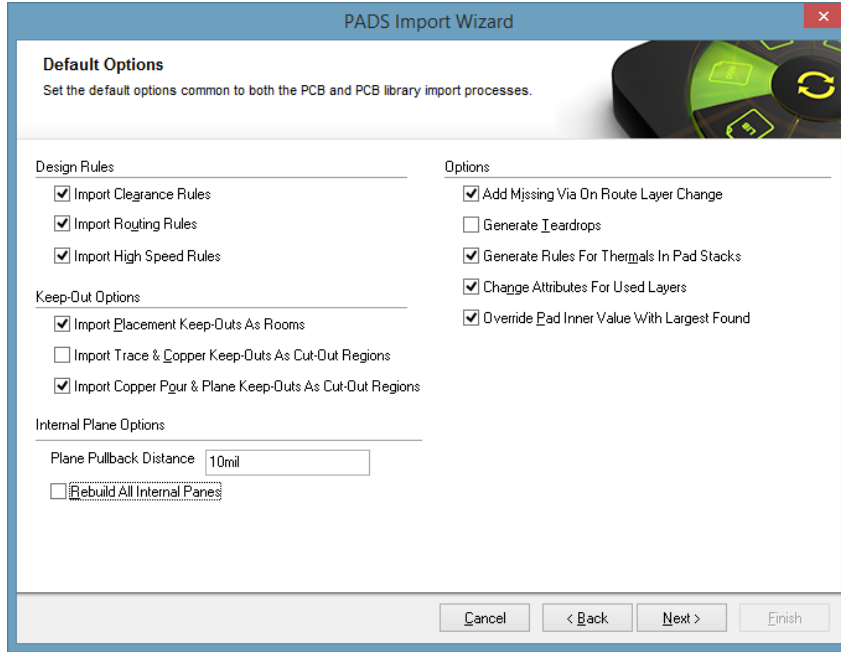 PADS Import Wizard
Default Options
Set the default options common to both the PCB and PCB library import processes.
Design Rules
Import Clearance Rules
Import Routing Rules
Import High Speed Rules
Keep-Out Options
Import Placement Keep-Outs As Rooms
Import Trace & Copper Keep-Outs As Cut-Out Regions
Import Copper Pour & Plane Keep-Outs As Cut-Out Regions
Internal Plane Options
Plane Pullback Distance 10mil
Rebuild All Internal Panes
Options
Add Missing Via On Route Layer Change
Generate Teardrops
Generate Rules For Thermals In Pad Stacks
Change Attributes For Used Layers
Override Pad Inner Value With Largest Found
Cancel < Back Next > Finish